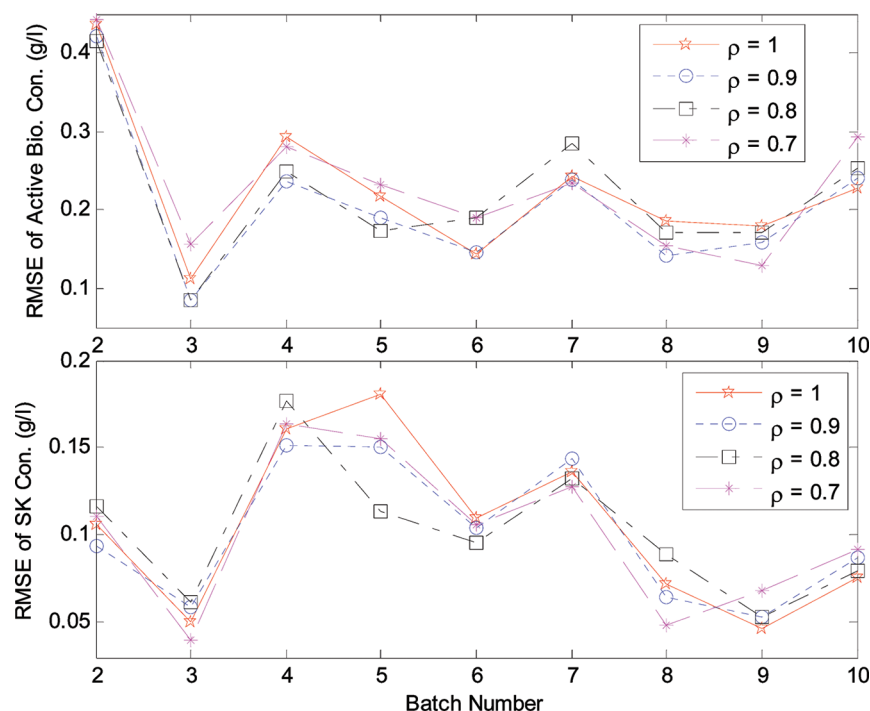 RMSE of Active Bio. Con. (g/l)
0.4
0.3
0.2
0.1
2 3 4 5 6 7 8 9 10
ρ = 1
ρ = 0.9
ρ = 0.8
ρ = 0.7
RMSE of SK Con. (g/l)
0.2
0.15
0.1
0.05
2 3 4 5 6 7 8 9 10
ρ = 1
ρ = 0.9
ρ = 0.8
ρ = 0.7
Batch Number